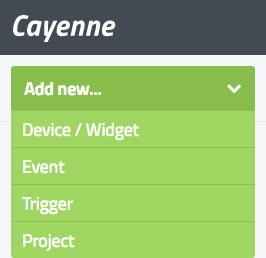 Cayenne
Add new...
Device / Widget
Event
Trigger
Project